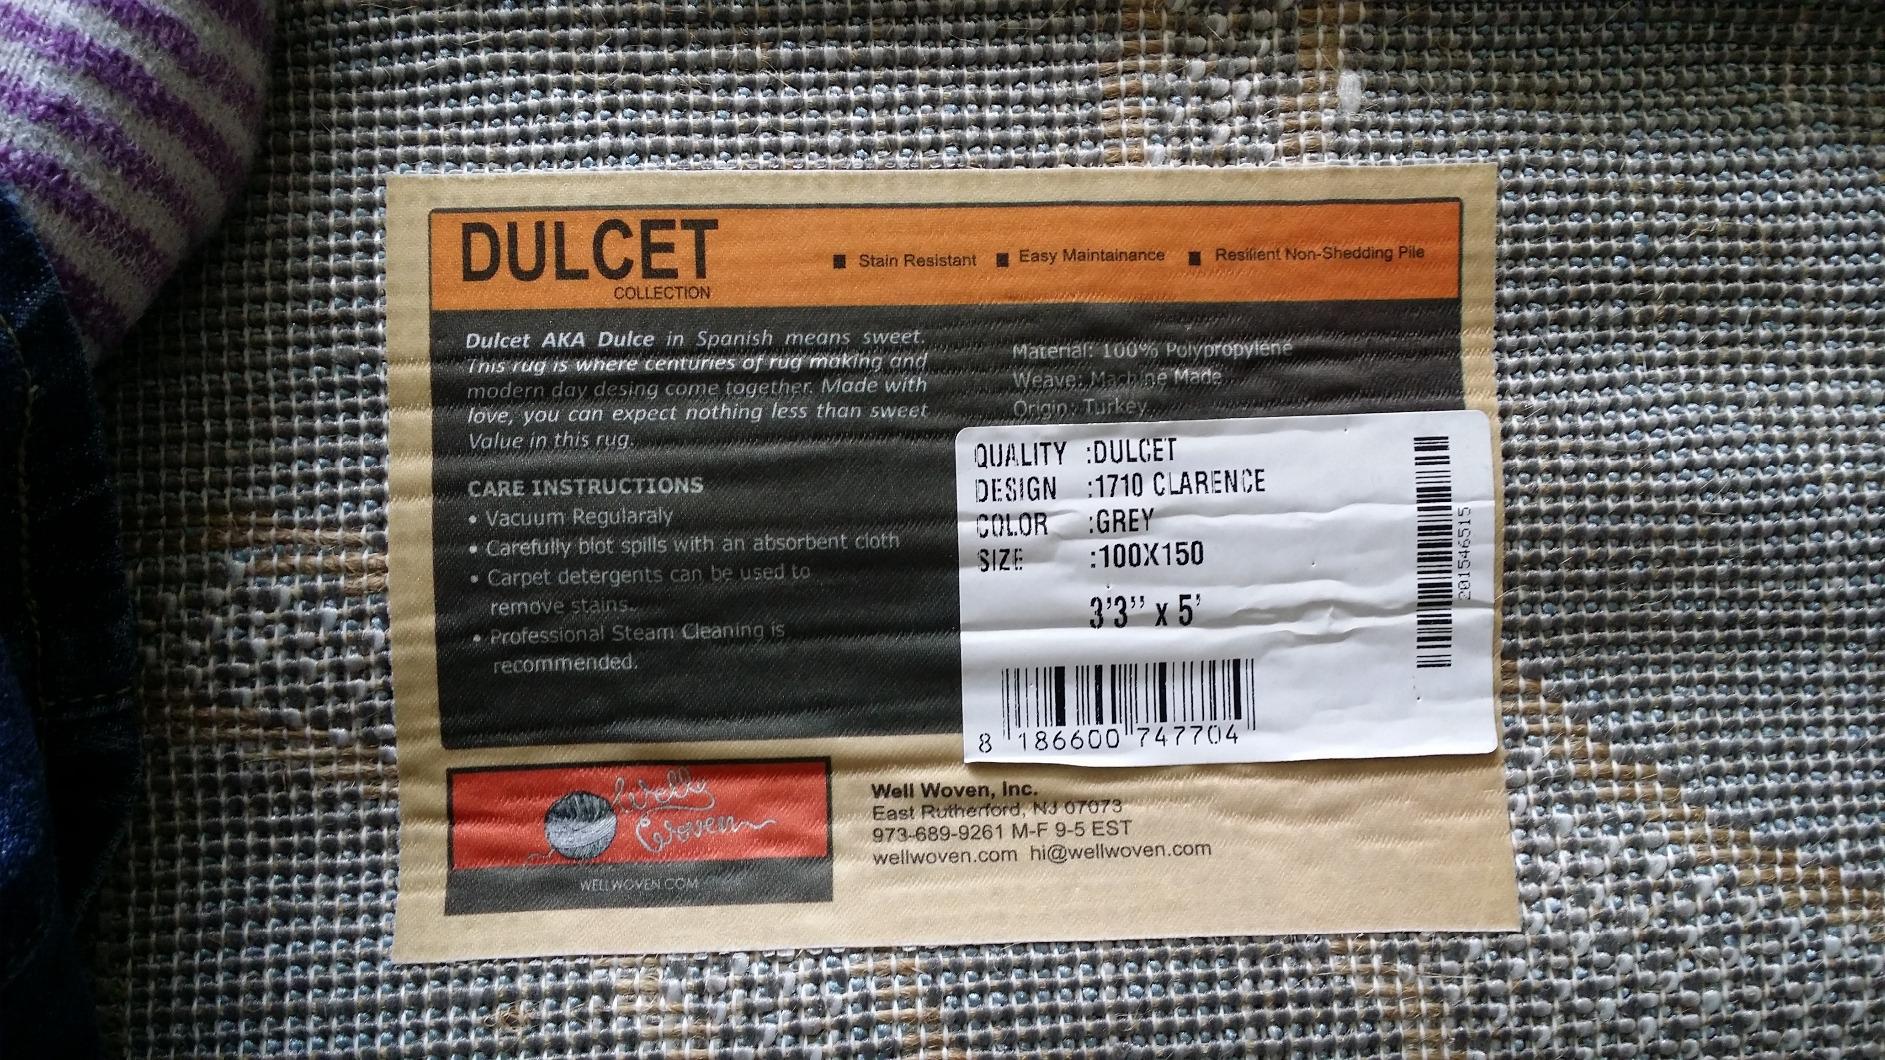 DULCET
COLLECTION
■ Stain Resistant ■ Easy Maintainance ■ Resilient Non-Shedding Pile
Dulcet AKA Dulce in Spanish means sweet.
This rug is where centuries of rug making and
modern day desing come together. Made with
love, you can expect nothing less than sweet
Value in this rug.
CARE INSTRUCTIONS
• Vacuum Regularaly
• Carefully blot spills with an absorbent cloth
• Carpet detergents can be used to
remove stains.
• Professional Steam Cleaning is
recommended.
Material: 100% Polypropylene
Weave: Machine Made
Origin: Turkey
QUALITY :DULCET
DESIGN :1710 CLARENCE
COLOR :GREY
SIZE :100X150
3'3'' x 5'
8 186600 747704
201546515
Well Woven
WELLWOVEN.COM
Well Woven, Inc.
East Rutherford, NJ 07073
973-689-9261 M-F 9-5 EST
wellwoven.com hi@wellwoven.com